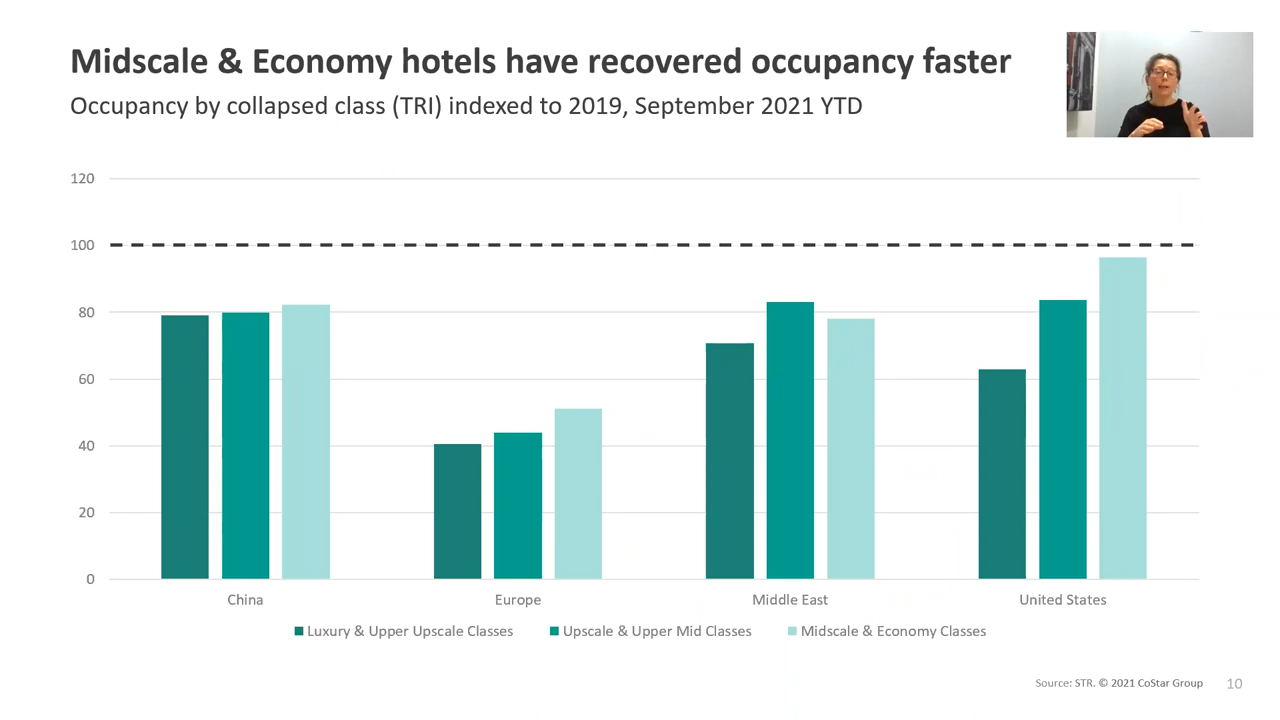 Midscale & Economy hotels have recovered occupancy faster
Occupancy by collapsed class (TRI) indexed to 2019, September 2021 YTD
120
100
80
60
40
20
0
China
Europe
Middle East
United States
Luxury & Upper Upscale Classes
Upscale & Upper Mid Classes
Midscale & Economy Classes
Source: STR. © 2021 CoStar Group
10